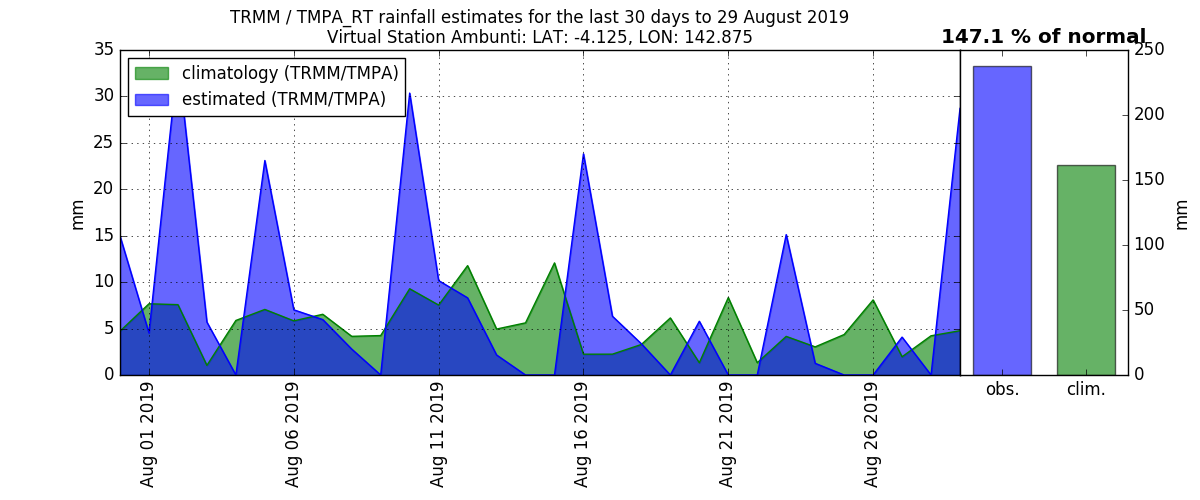 TRMM / TMPA_RT rainfall estimates for the last 30 days to 29 August 2019
Virtual Station Ambunti: LAT: -4.125, LON: 142.875
147.1 % of normal
climatology (TRMM/TMPA)
estimated (TRMM/TMPA)
35
30
25
20
15
10
5
0
mm
Aug 01 2019
Aug 06 2019
Aug 11 2019
Aug 16 2019
Aug 21 2019
Aug 26 2019
250
200
150
100
50
0
mm
obs.
clim.